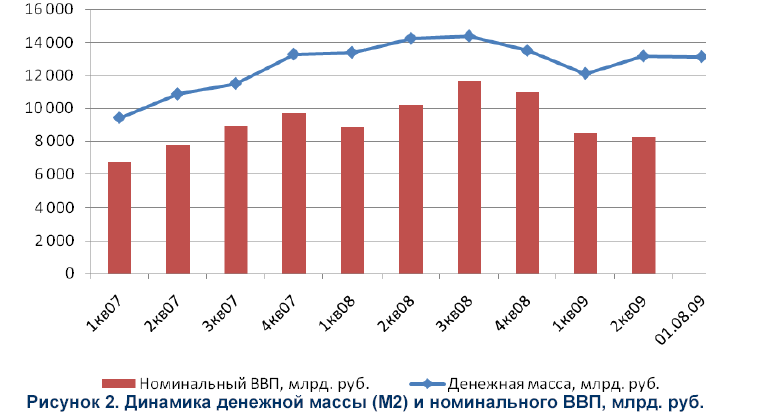 16 000
14 000
12 000
10 000
8 000
6 000
4 000
2 000
0
1кв07
2кв07
3кв07
4кв07
1кв08
2кв08
3кв08
4кв08
1кв09
2кв09
01.08.09
Номинальный ВВП, млрд. руб.
Денежная масса, млрд. руб.
Рисунок 2. Динамика денежной массы (М2) и номинального ВВП, млрд. руб.